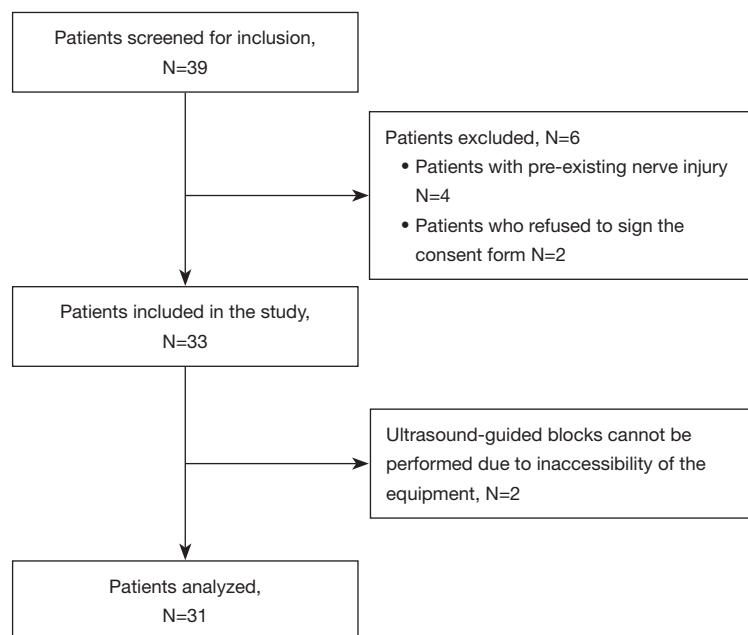 Patients screened for inclusion,
N=39
Patients excluded, N=6
• Patients with pre-existing nerve injury
N=4
• Patients who refused to sign the
consent form N=2
Patients included in the study,
N=33
Ultrasound-guided blocks cannot be
performed due to inaccessibility of the
equipment, N=2
Patients analyzed,
N=31